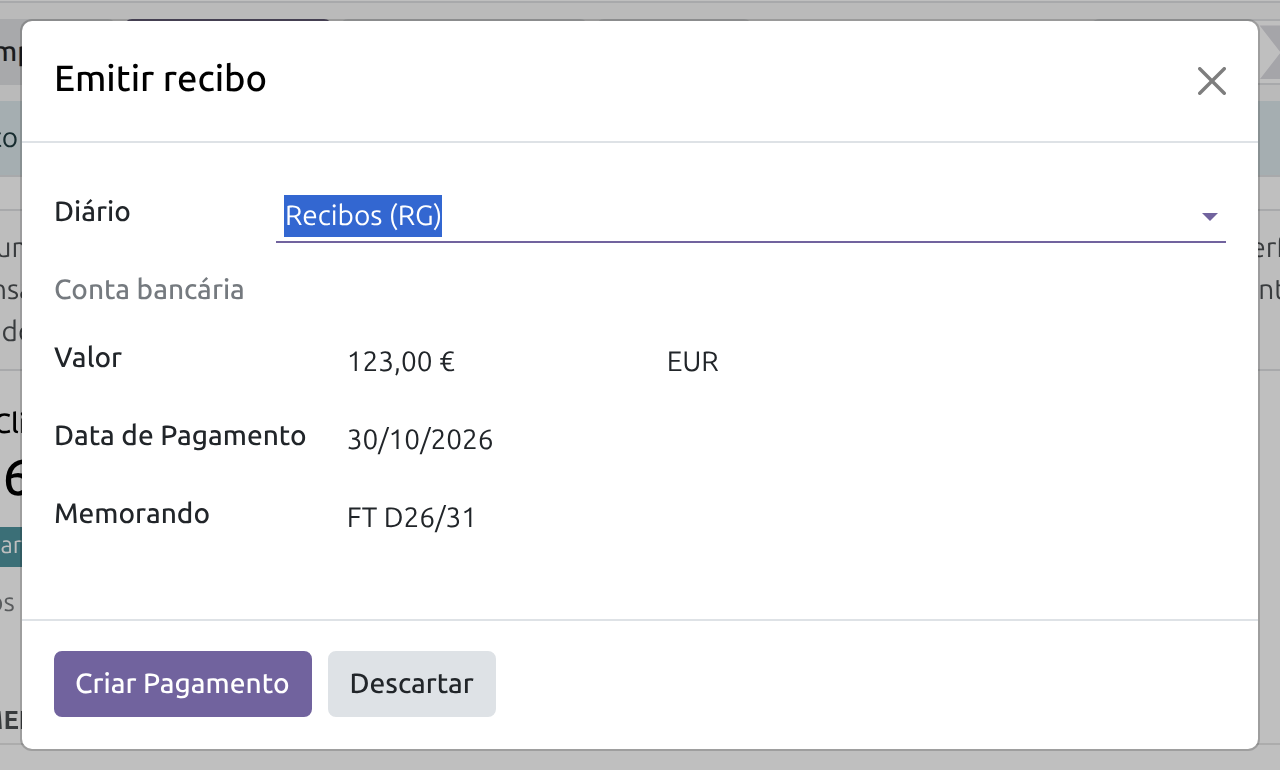 Emitir recibo
Diário
Recibos (RG)
Conta bancária
Valor
123,00 €
EUR
Data de Pagamento
30/10/2026
Memorando
FT D26/31
Criar Pagamento
Descartar